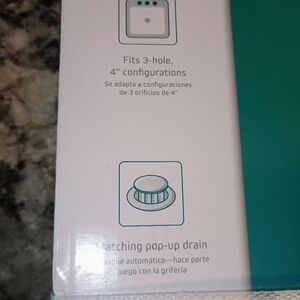 Fits 3-hole,
4" configurations
Se adapta a configuraciones
de 3 orificios de 4"
atching pop-up drain
automático—hace parte
juego con la grifería